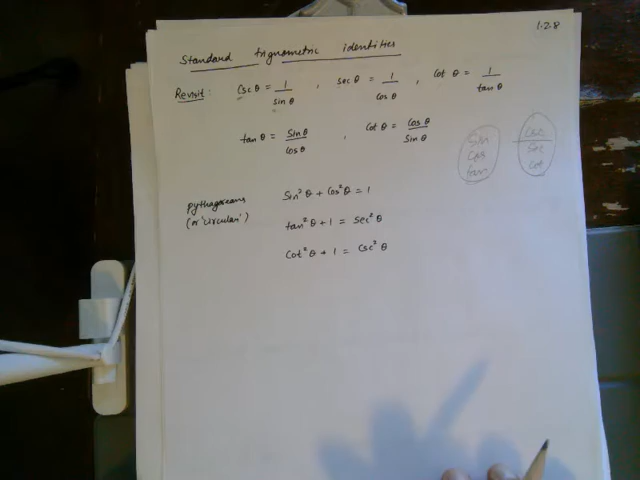 1.2.8
Standard trignometric identities
Revisit: Csc θ = 1/sin θ , sec θ = 1/cos θ , cot θ = 1/tan θ
tan θ = Sin θ/cos θ , Cot θ = Cos θ/Sin θ
Sin Csc
Cos Sec
tan Cot
pythagoreans Sin² θ + Cos² θ = 1
(or 'circular') tan² θ + 1 = Sec² θ
Cot² θ + 1 = Csc² θ